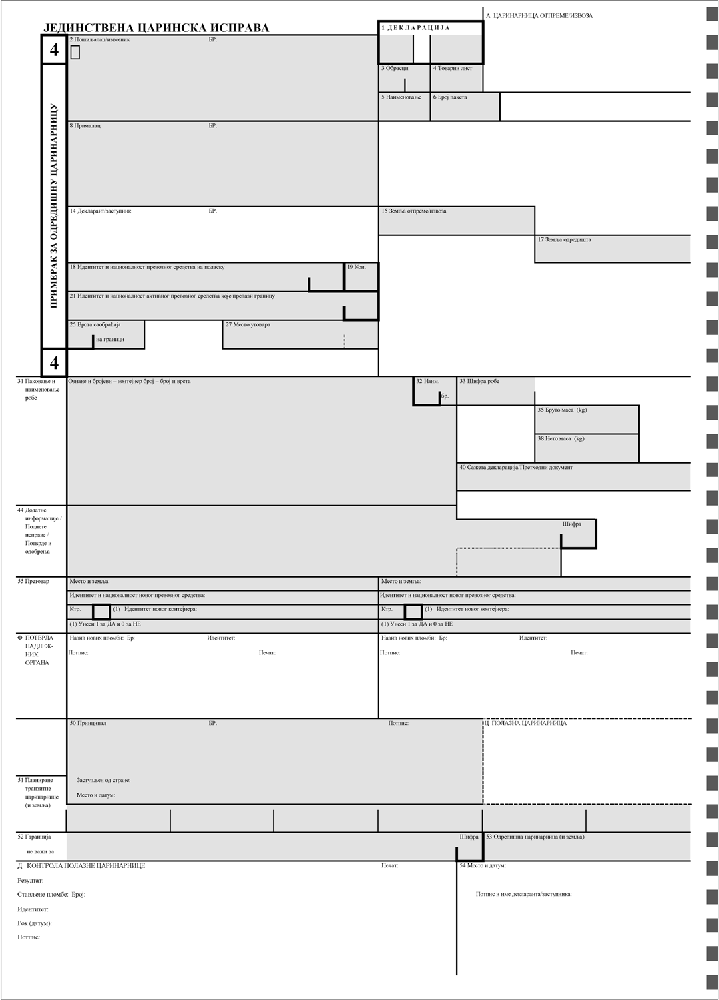 А ЦАРИНАРНИЦА ОТПРЕМЕ/ИЗВОЗА
ЈЕДИНСТВЕНА ЦАРИНСКА ИСПРАВА
1 ДЕКЛАРАЦИЈА
4
2 Пошиљалац/извозник БР.
3 Обрасци 4 Товарни лист
5 Наименовање 6 Број пакета
ПРИМЕРАК ЗА ОДРЕДИШНУ ЦАРИНАРНИЦУ
8 Прималац БР.
14 Декларант/заступник БР.
15 Земља отпреме/извоза
17 Земља одредишта
18 Идентитет и националност превозног средства на поласку
19 Кон.
21 Идентитет и националност активног превозног средства које прелази границу
25 Врста саобраћаја
на граници
27 Место утовара
4
31 Паковање и
наименовање
робе
Ознаке и бројеви – контејнер број – број и врста
32 Наим.
бр.
33 Шифра робе
35 Бруто маса (kg)
38 Нето маса (kg)
40 Сажета декларација/Претходни документ
44 Додатне
информације /
Поднете
исправе /
Потврде и
одобрења
Шифра
55 Претовар
Место и земља: Место и земља:
Идентитет и националност новог превозног средства: Идентитет и националност новог превозног средства:
Ктр. (1) Идентитет новог контејнера: Ктр. (1) Идентитет новог контејнера:
(1) Унеси 1 за ДА и 0 за НЕ (1) Унеси 1 за ДА и 0 за НЕ
Ф ПОТВРДА
НАДЛЕЖ-
НИХ
ОРГАНА
Назив нових пломби: Бр: Идентитет: Назив нових пломби: Бр: Идентитет:
Потпис: Печат: Потпис: Печат:
50 Принципал БР. Потпис:
Ц ПОЛАЗНА ЦАРИНАРНИЦА
Заступљен од стране:
Место и датум:
51 Планиране
транзитне
царинарнице
(и земља)
52 Гаранција
не важи за
Шифра
53 Одредишна царинарница (и земља)
Д КОНТРОЛА ПОЛАЗНЕ ЦАРИНАРНИЦЕ Печат:
54 Место и датум:
Резултат:
Стављене пломбе: Број:
Потпис и име декларанта/заступника:
Идентитет:
Рок (датум):
Потпис: